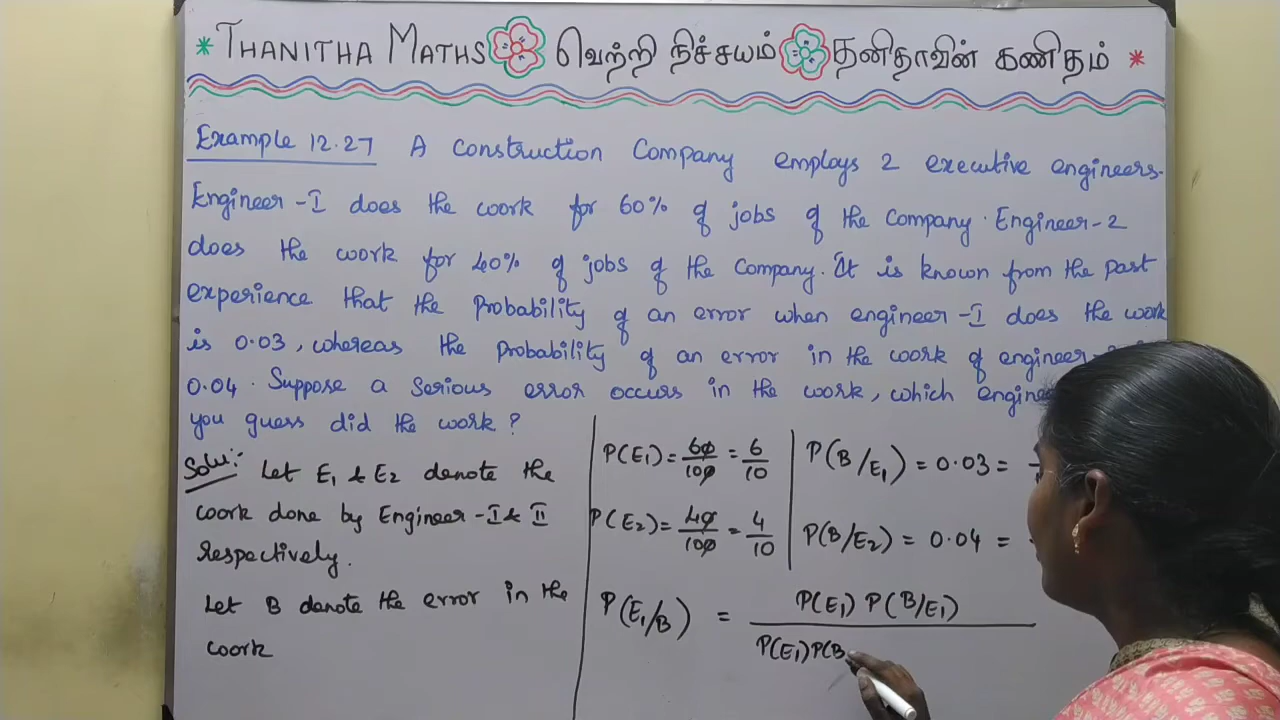 * THANITHA MATHS வெற்றி நிச்சயம் தனிதாவின் கணிதம் *
Example 12.27 A Construction Company employs 2 executive engineers.
Engineer -I does the work for 60% of jobs of the Company. Engineer-2
does the work for 40% of jobs of the Company. It is known from the past
experience that the probability of an error when engineer -I does the work
is 0.03, whereas the probability of an error in the work of engineer
0.04. Suppose a serious error occurs in the work, which
you guess did the work?
Solu:- Let E₁ & E₂ denote the
work done by Engineer -I & II
respectively.
Let B denote the error in the
work
P(E₁) = 60/100 = 6/10
P(E₂) = 40/100 = 4/10
P(B/E₁) = 0.03 =
P(B/E₂) = 0.04 =
P(E₁/B) = P(E₁) P(B/E₁)
P(E₁)P(B